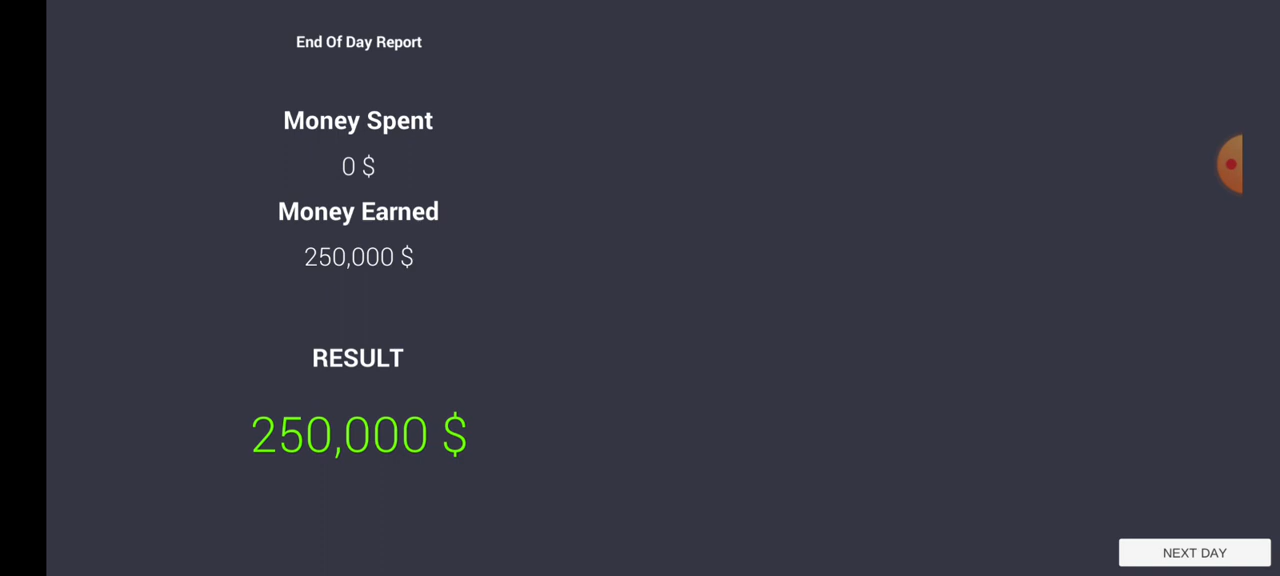 End Of Day Report
Money Spent
0 $
Money Earned
250,000 $
RESULT
250,000 $
NEXT DAY